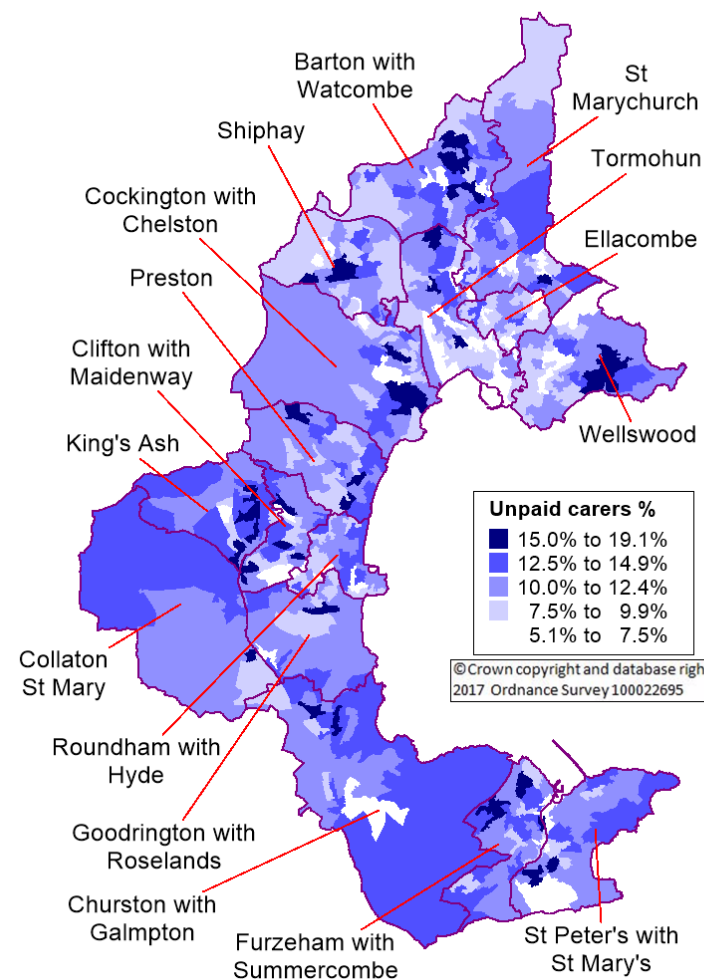 Barton with
Watcombe
St
Marychurch
Shiphay
Tormohun
Cockington with
Chelston
Ellacombe
Preston
Clifton with
Maidenway
King's Ash
Wellswood
Unpaid carers %
15.0% to 19.1%
12.5% to 14.9%
10.0% to 12.4%
7.5% to 9.9%
5.1% to 7.5%
©Crown copyright and database righ
2017 Ordnance Survey 100022695
Collaton
St Mary
Roundham with
Hyde
Goodrington with
Roselands
Churston with
Galmpton
Furzeham with
Summercombe
St Peter's with
St Mary's